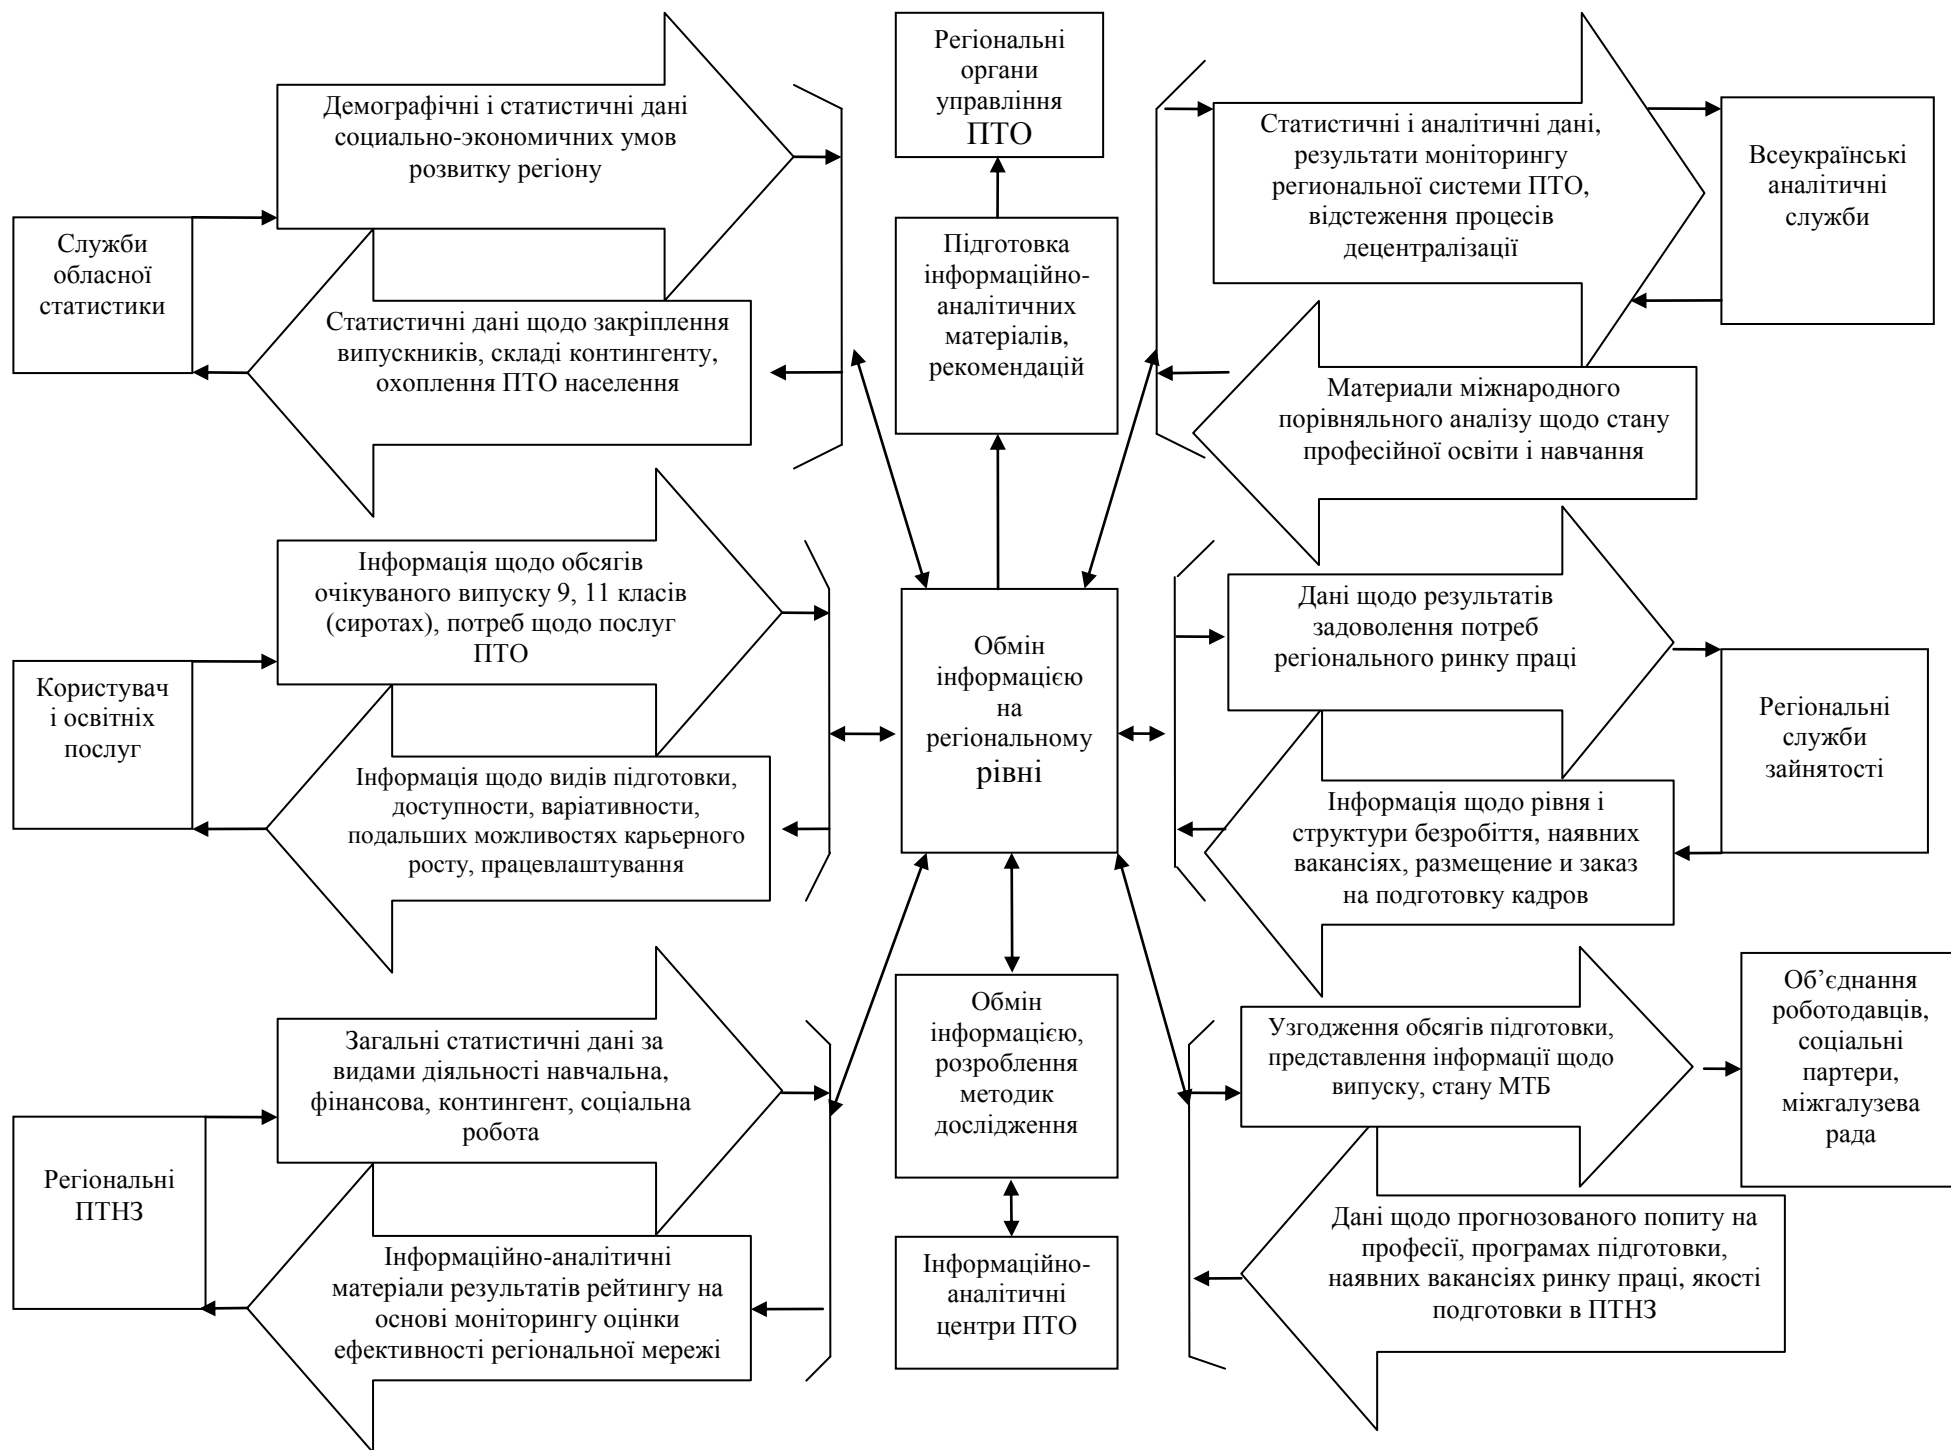 Регіональні
органи
управління
ПТО
Демографічні і статистичні дані
социально-экономичних умов
розвитку регіону
Статистичні і аналітичні дані,
результати моніторингу
региональної системи ПТО,
відстеження процесів
децентралізації
Всеукраїнські
аналітичні
служби
Служби
обласної
статистики
Підготовка
інформаційно-
аналітичних
матеріалів,
рекомендацій
Статистичні дані щодо закріплення
випускників, складі контингенту,
охоплення ПТО населення
Материали міжнародного
порівняльного аналізу щодо стану
професійної освіти і навчання
Інформація щодо обсягів
очікуваного випуску 9, 11 класів
(сиротах), потреб щодо послуг
ПТО
Дані щодо результатів
задоволення потреб
регіонального ринку праці
Користувач
і освітніх
послуг
Обмін
інформацією
на
регіональному
рівні
Регіональні
служби
зайнятості
Інформація щодо видів підготовки,
доступности, варіативности,
подальших можливостях карьерного
росту, працевлаштування
Інформація щодо рівня і
структури безробіття, наявних
вакансіях, размещение и заказ
на подготовку кадров
Загальні статистичні дані за
видами діяльності навчальна,
фінансова, контингент, соціальна
робота
Обмін
інформацією,
розроблення
методик
дослідження
Узгодження обсягів підготовки,
представлення інформації щодо
випуску, стану МТБ
Об’єднання
роботодавців,
соціальні
партери,
міжгалузева
рада
Регіональні
ПТНЗ
Інформаційно-аналітичні
матеріали результатів рейтингу на
основі моніторингу оцінки
ефективності регіональної мережі
Інформаційно-
аналітичні
центри ПТО
Дані щодо прогнозованого попиту на
професії, програмах підготовки,
наявних вакансіях ринку праці, якості
подготовки в ПТНЗ